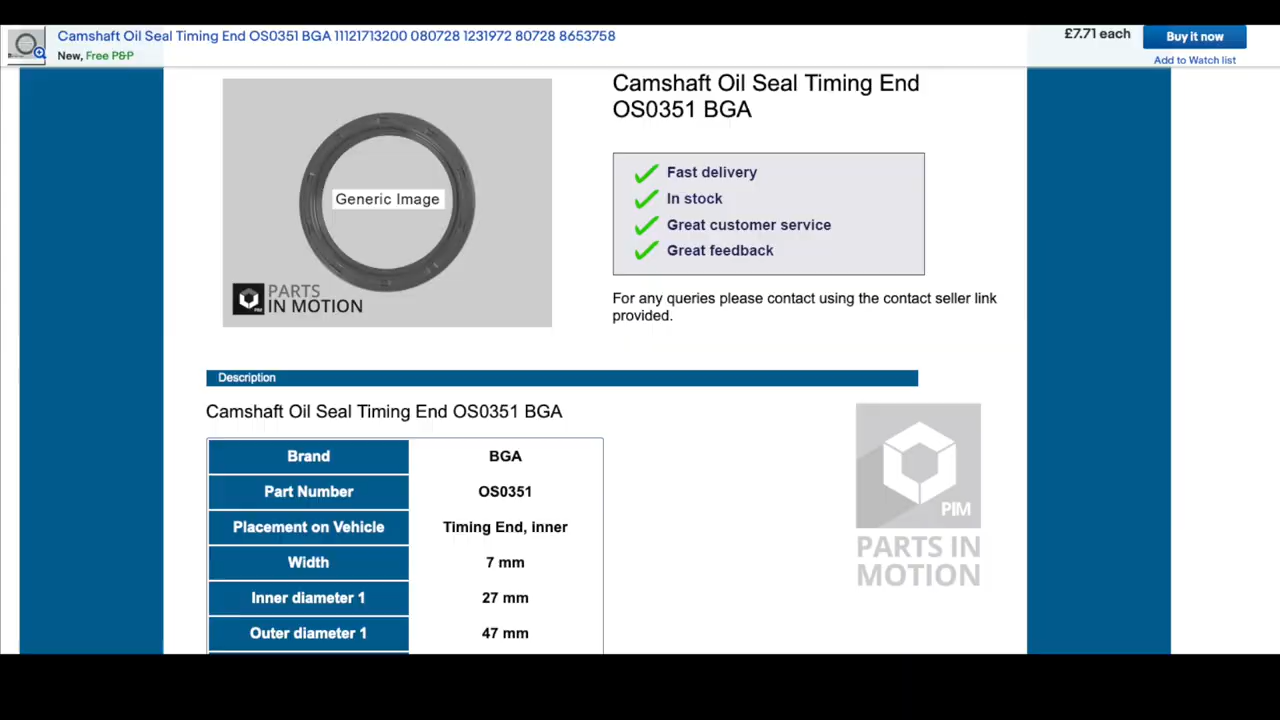 Camshaft Oil Seal Timing End OS0351 BGA 11121713200 080728 1231972 80728 8653758
New, Free P&P
£7.71 each
Buy it now
Add to Watch list
Generic Image
PARTS
IN MOTION
PIM
Camshaft Oil Seal Timing End
OS0351 BGA
Fast delivery
In stock
Great customer service
Great feedback
For any queries please contact using the contact seller link
provided.
Description
Camshaft Oil Seal Timing End OS0351 BGA
Brand BGA
Part Number OS0351
Placement on Vehicle Timing End, inner
Width 7 mm
Inner diameter 1 27 mm
Outer diameter 1 47 mm
PIM
PARTS IN
MOTION